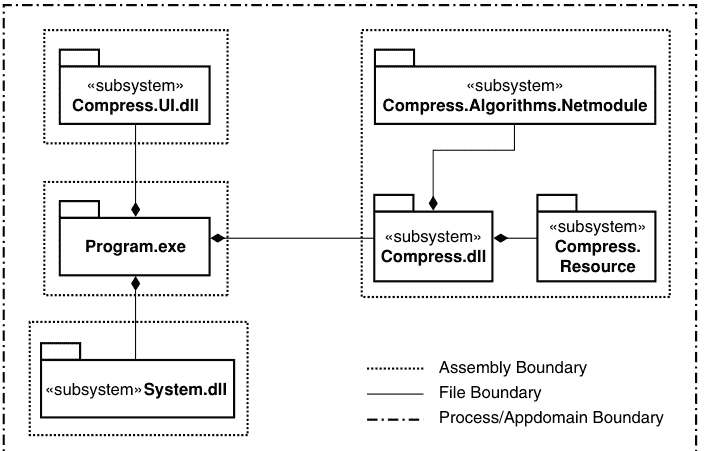 «subsystem»
Compress.UI.dll
«subsystem»
Compress.Algorithms.Netmodule
Program.exe
«subsystem»
Compress.dll
«subsystem»
Compress.
Resource
«subsystem» System.dll
Assembly Boundary
File Boundary
Process/Appdomain Boundary